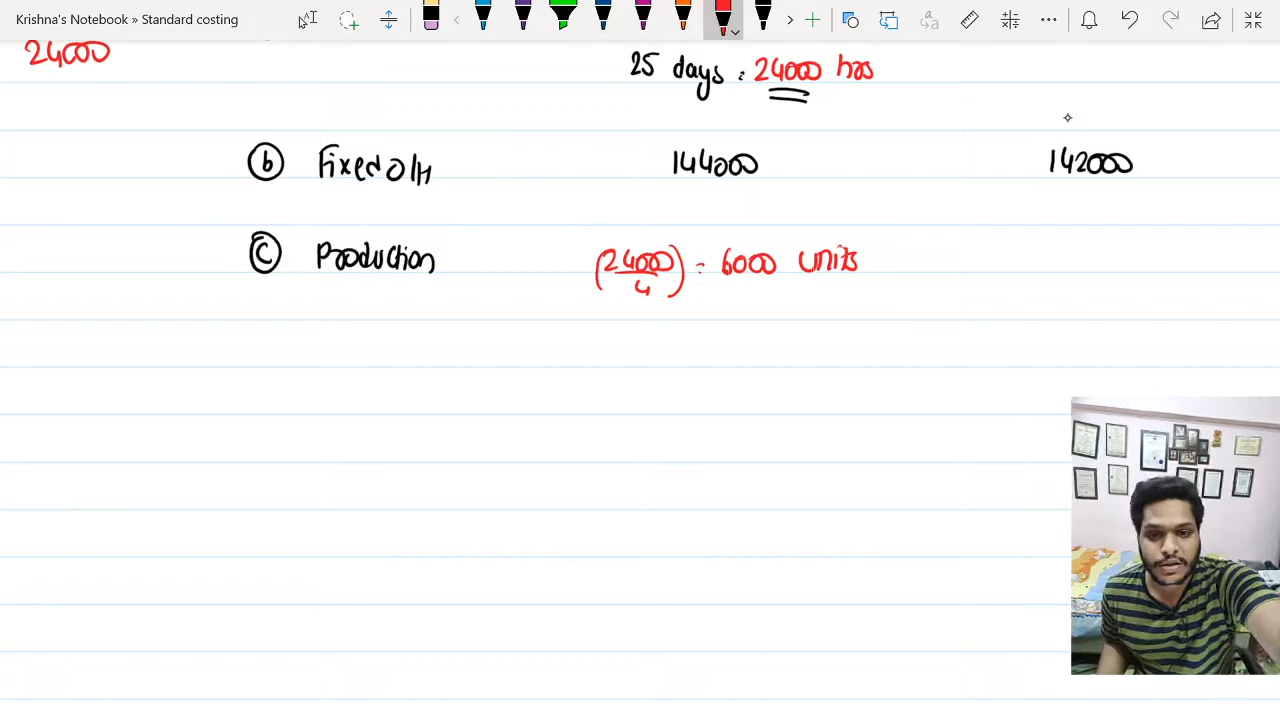 Krishna's Notebook » Standard costing
24000
25 days = 24000 hrs
b Fixed O/H 144000 142000
C Production (24000/4) = 6000 units